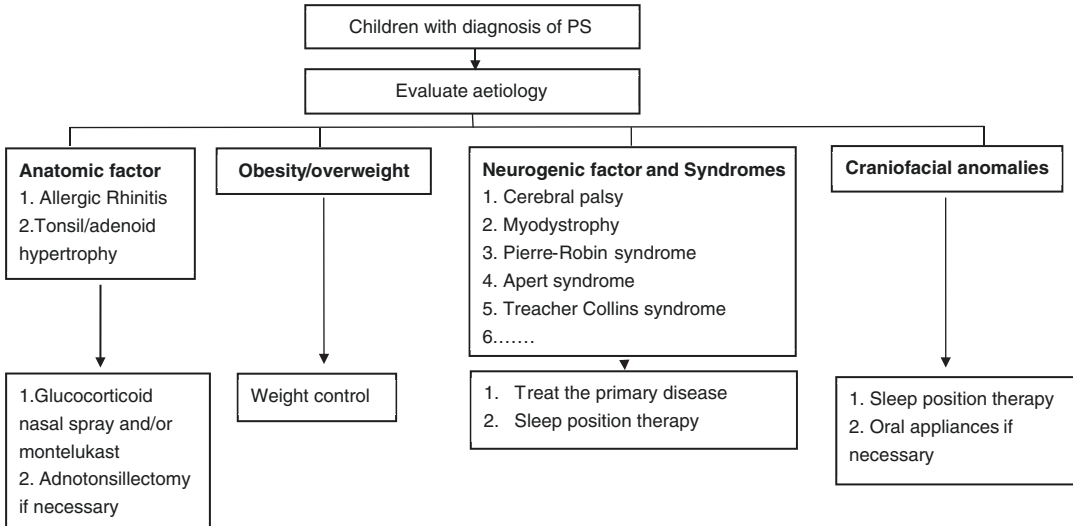 Children with diagnosis of PS
Evaluate aetiology
Anatomic factor
1. Allergic Rhinitis
2.Tonsil/adenoid
hypertrophy
Obesity/overweight
Neurogenic factor and Syndromes
1. Cerebral palsy
2. Myodystrophy
3. Pierre-Robin syndrome
4. Apert syndrome
5. Treacher Collins syndrome
6.……
Craniofacial anomalies
1.Glucocorticoid
nasal spray and/or
montelukast
2. Adnotonsillectomy
if necessary
Weight control
1. Treat the primary disease
2. Sleep position therapy
1. Sleep position therapy
2. Oral appliances if
necessary